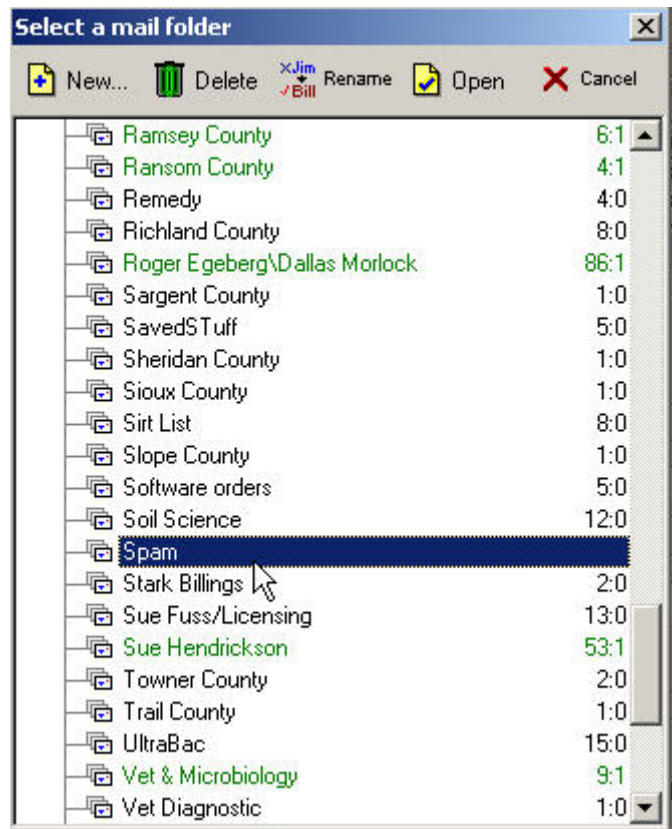 Select a mail folder
New... Delete XJim ✓Bill Rename Open Cancel
Ramsey County 6:1
Ransom County 4:1
Remedy 4:0
Richland County 8:0
Roger Egeberg\Dallas Morlock 86:1
Sargent County 1:0
SavedSTuff 5:0
Sheridan County 1:0
Sioux County 1:0
Sirt List 8:0
Slope County 1:0
Software orders 5:0
Soil Science 12:0
Spam
Stark Billings 2:0
Sue Fuss/Licensing 13:0
Sue Hendrickson 53:1
Towner County 2:0
Trail County 1:0
UltraBac 15:0
Vet & Microbiology 9:1
Vet Diagnostic 1:0